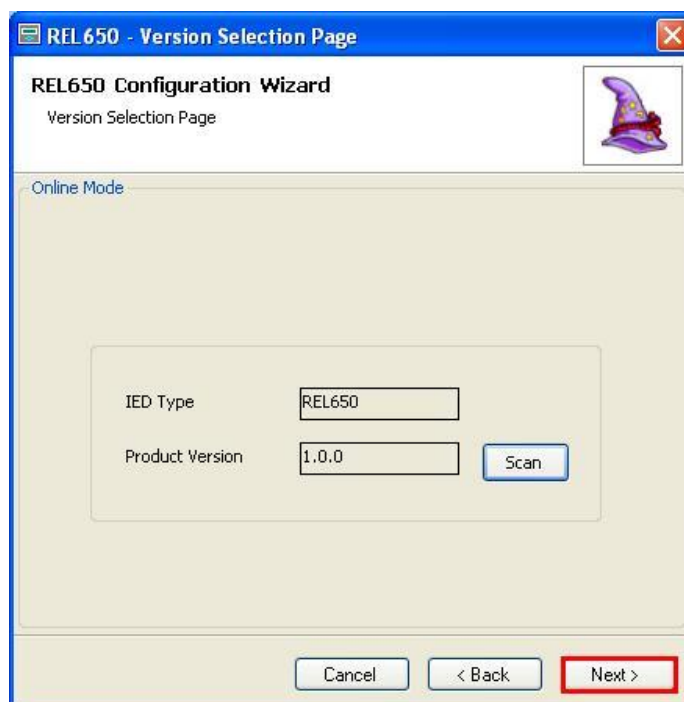 REL650 - Version Selection Page
REL650 Configuration Wizard
Version Selection Page
Online Mode
IED Type REL650
Product Version 1.0.0 Scan
Cancel < Back Next >